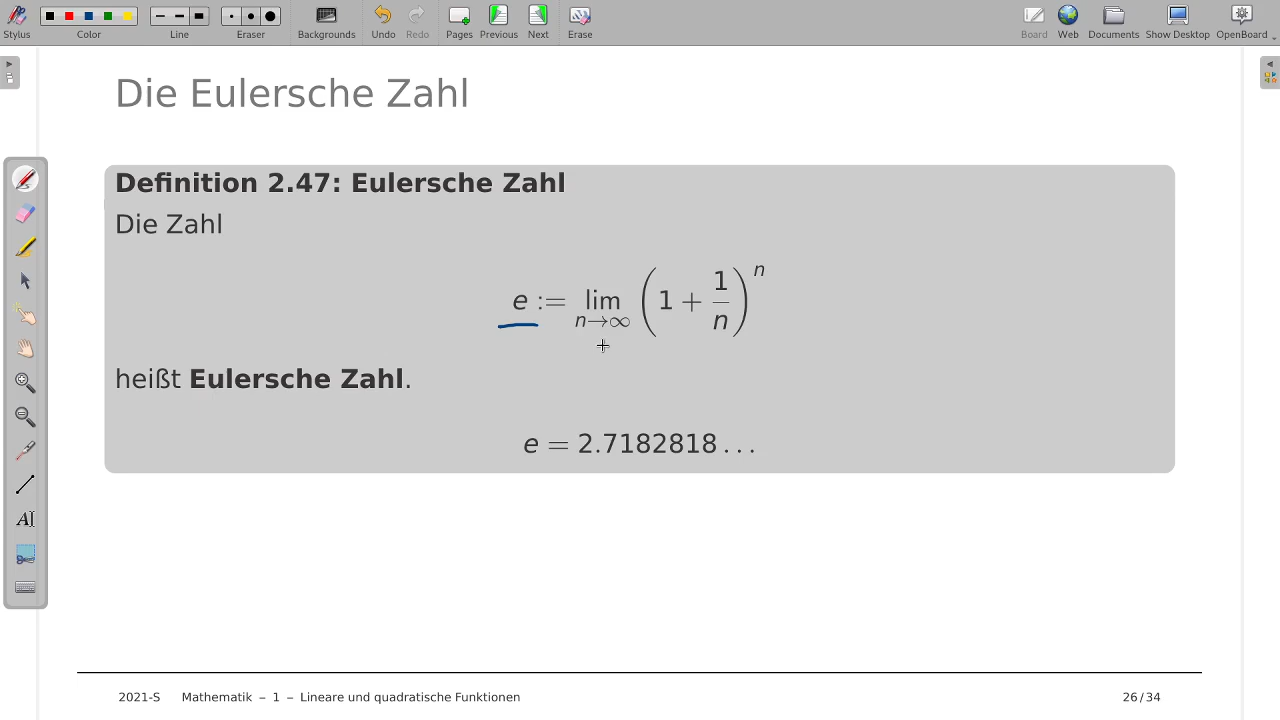 Stylus Color Line Eraser Backgrounds Undo Redo Pages Previous Next Erase Board Web Documents Show Desktop OpenBoard
Die Eulersche Zahl
Definition 2.47: Eulersche Zahl
Die Zahl
e := lim_{n→∞} (1 + 1/n)^n
heißt Eulersche Zahl.
e = 2.7182818 . . .
2021-S Mathematik – 1 – Lineare und quadratische Funktionen 26 / 34